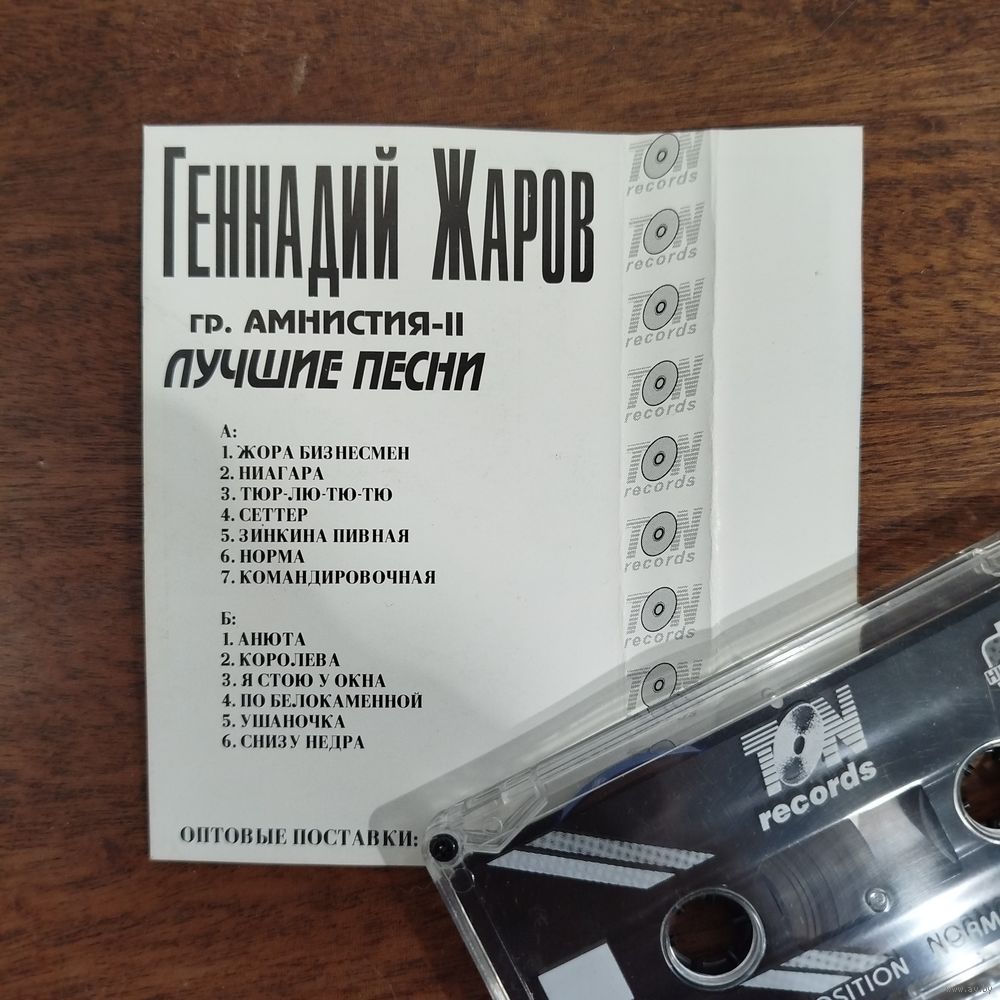 ГЕННАДИЙ ЖАРОВ
ГР. АМНИСТИЯ-II
ЛУЧШИЕ ПЕСНИ
А:
1. ЖОРА БИЗНЕСМЕН
2. НИАГАРА
3. ТЮР-ЛЮ-ТЮ-ТЮ
4. СЕТТЕР
5. ЗИНКИНА ПИВНАЯ
6. НОРМА
7. КОМАНДИРОВОЧНАЯ
Б:
1. АНЮТА
2. КОРОЛЕВА
3. Я СТОЮ У ОКНА
4. ПО БЕЛОКАМЕННОЙ
5. УШАНОЧКА
6. СНИЗУ НЕДРА
ОПТОВЫЕ ПОСТАВКИ:
TON
records
TON
records
TON
records
TON
records
TON
records
TON
records
TON
records
TON
TON
records